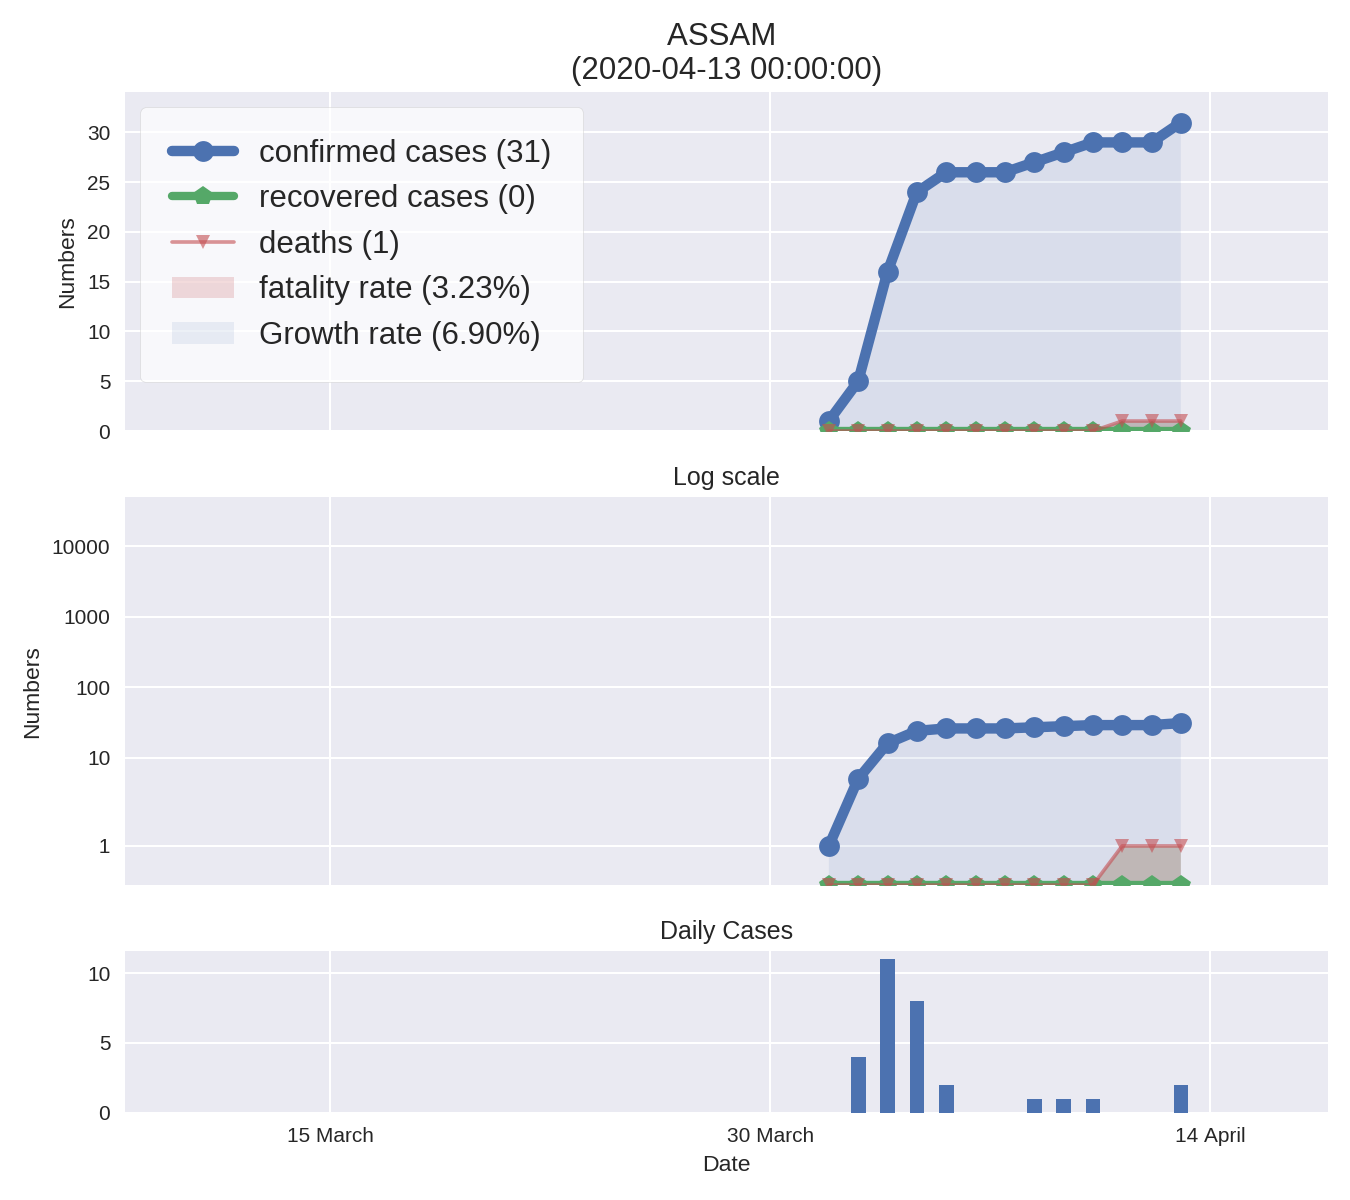 ASSAM
(2020-04-13 00:00:00)
30
25
20
15
10
5
0
Numbers
confirmed cases (31)
recovered cases (0)
deaths (1)
fatality rate (3.23%)
Growth rate (6.90%)
Log scale
10000
1000
100
10
1
Numbers
Daily Cases
10
5
0
15 March
30 March
14 April
Date